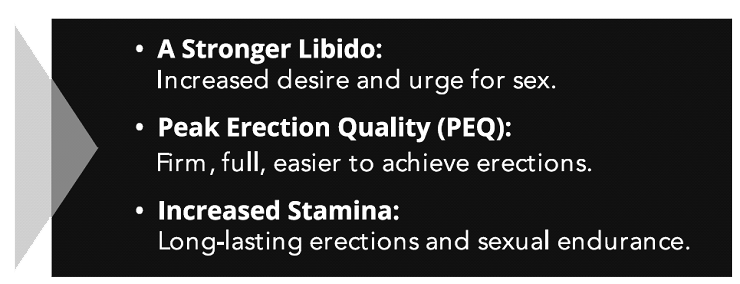 • A Stronger Libido:
Increased desire and urge for sex.
• Peak Erection Quality (PEQ):
Firm, full, easier to achieve erections.
• Increased Stamina:
Long-lasting erections and sexual endurance.